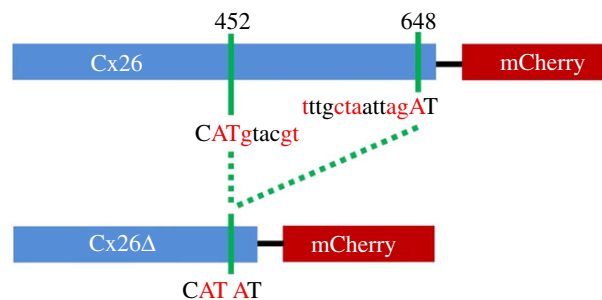 452 648
Cx26 mCherry
tttgctaattagAT
CATgtacgt
Cx26Δ mCherry
CAT AT